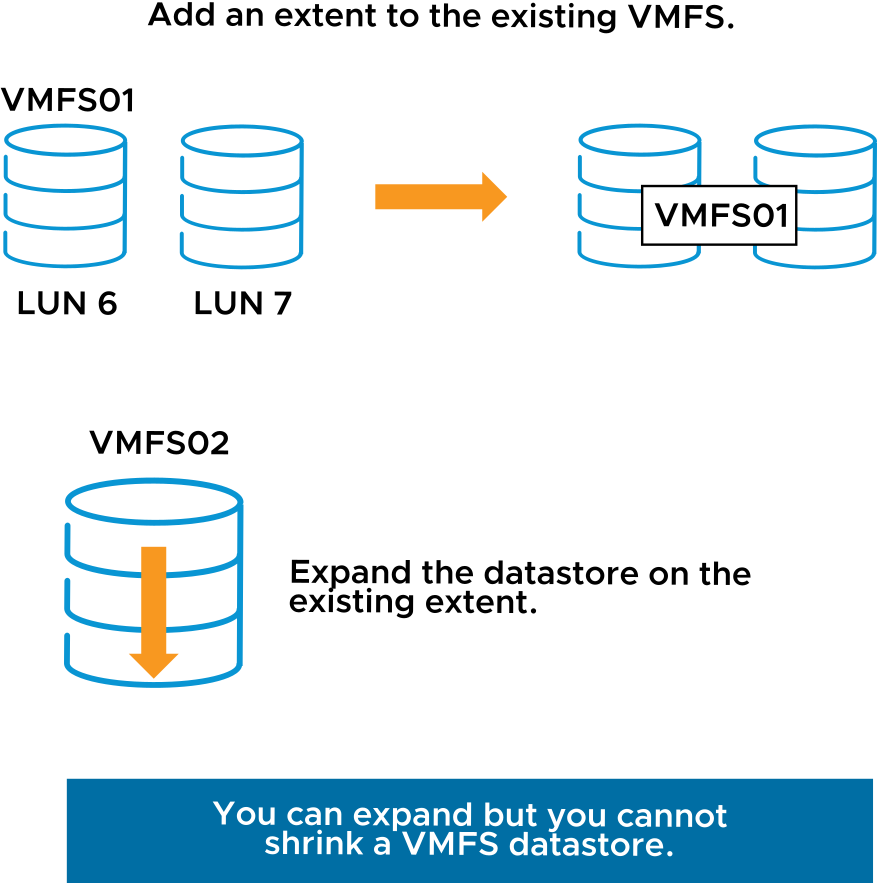 Add an extent to the existing VMFS.
VMFS01
VMFS01
LUN 6
LUN 7
VMFS02
Expand the datastore on the
existing extent.
You can expand but you cannot
shrink a VMFS datastore.